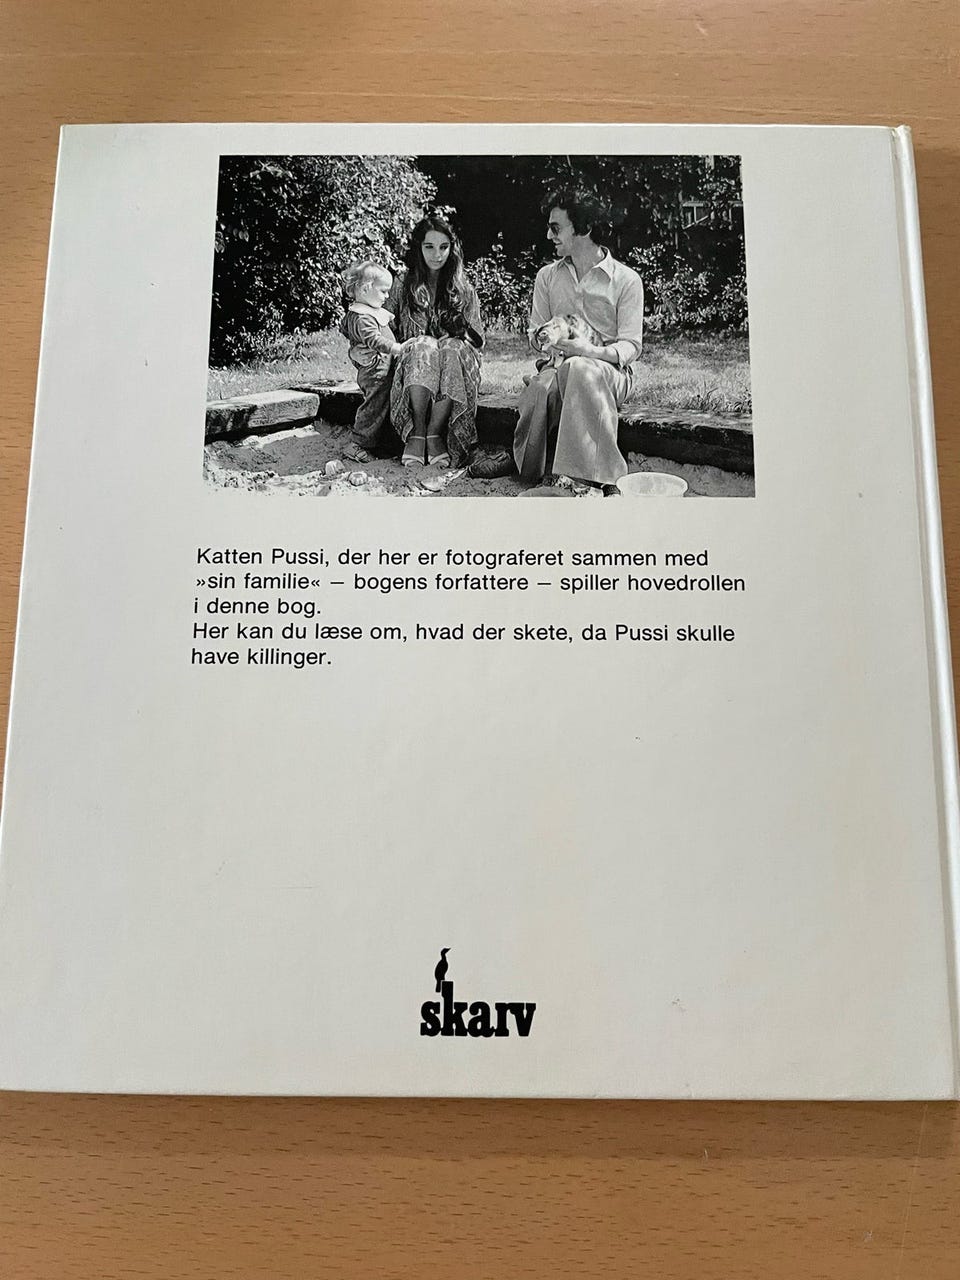 Katten Pussi, der her er fotograferet sammen med
»sin familie« – bogens forfattere – spiller hovedrollen
i denne bog.
Her kan du læse om, hvad der skete, da Pussi skulle
have killinger.
skarv